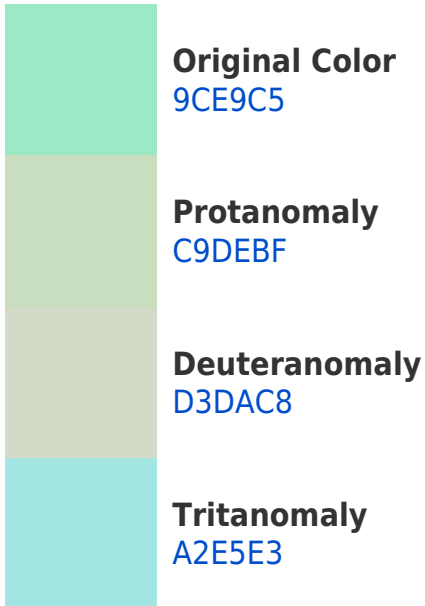 Original Color
9CE9C5
Protanomaly
C9DEBF
Deuteranomaly
D3DAC8
Tritanomaly
A2E5E3